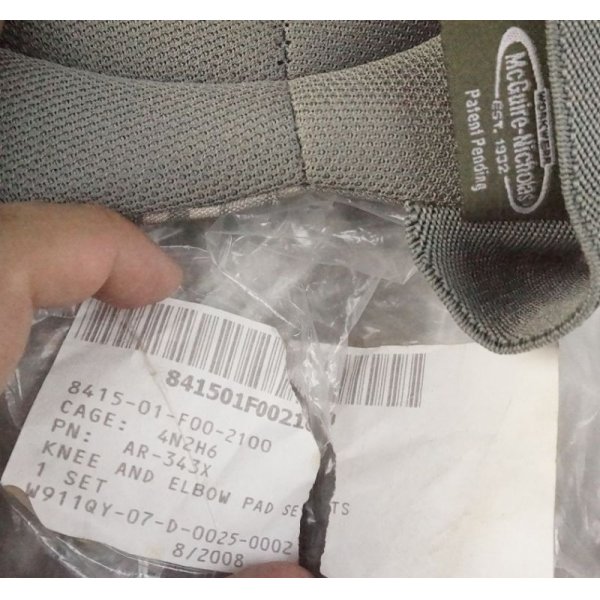 WORKWEAR
McGuire-Nicholas
EST. 1932
Patent Pending
8415-01-F00-2100
CAGE: 4N2H6
PN: AR-343X
KNEE AND ELBOW PAD SE TS
1 SET
W911QY-07-D-0025-0002
8/2008